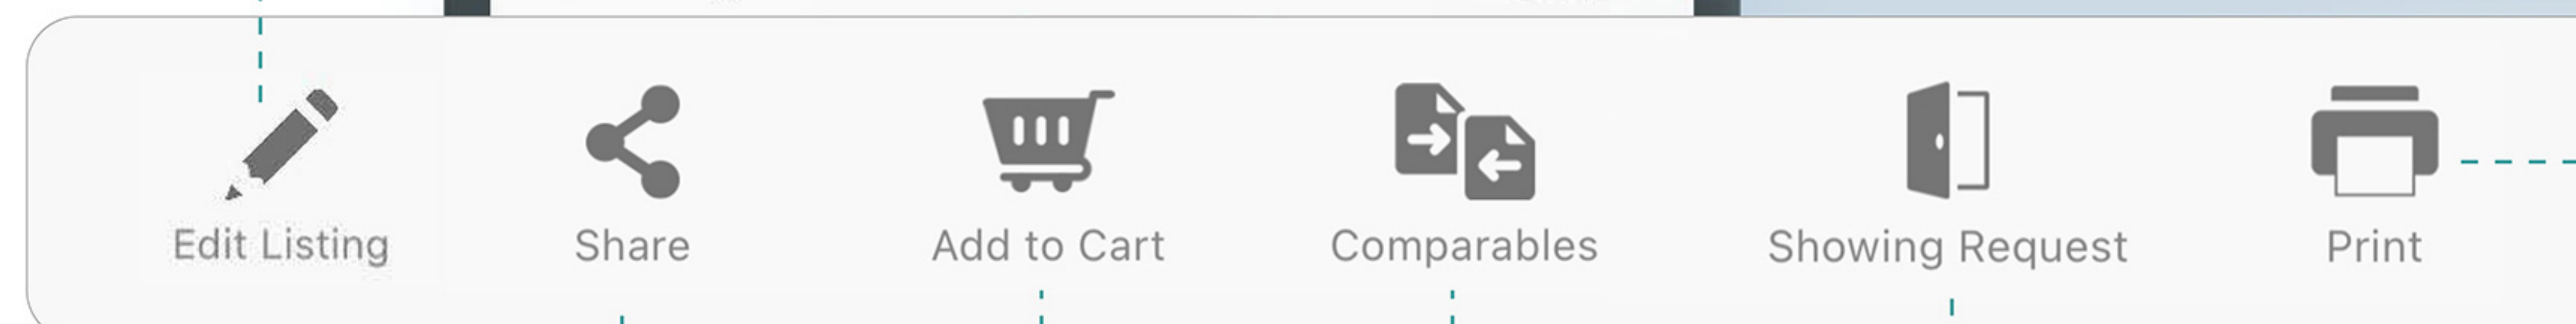 Edit Listing
Share
Add to Cart
Comparables
Showing Request
Print